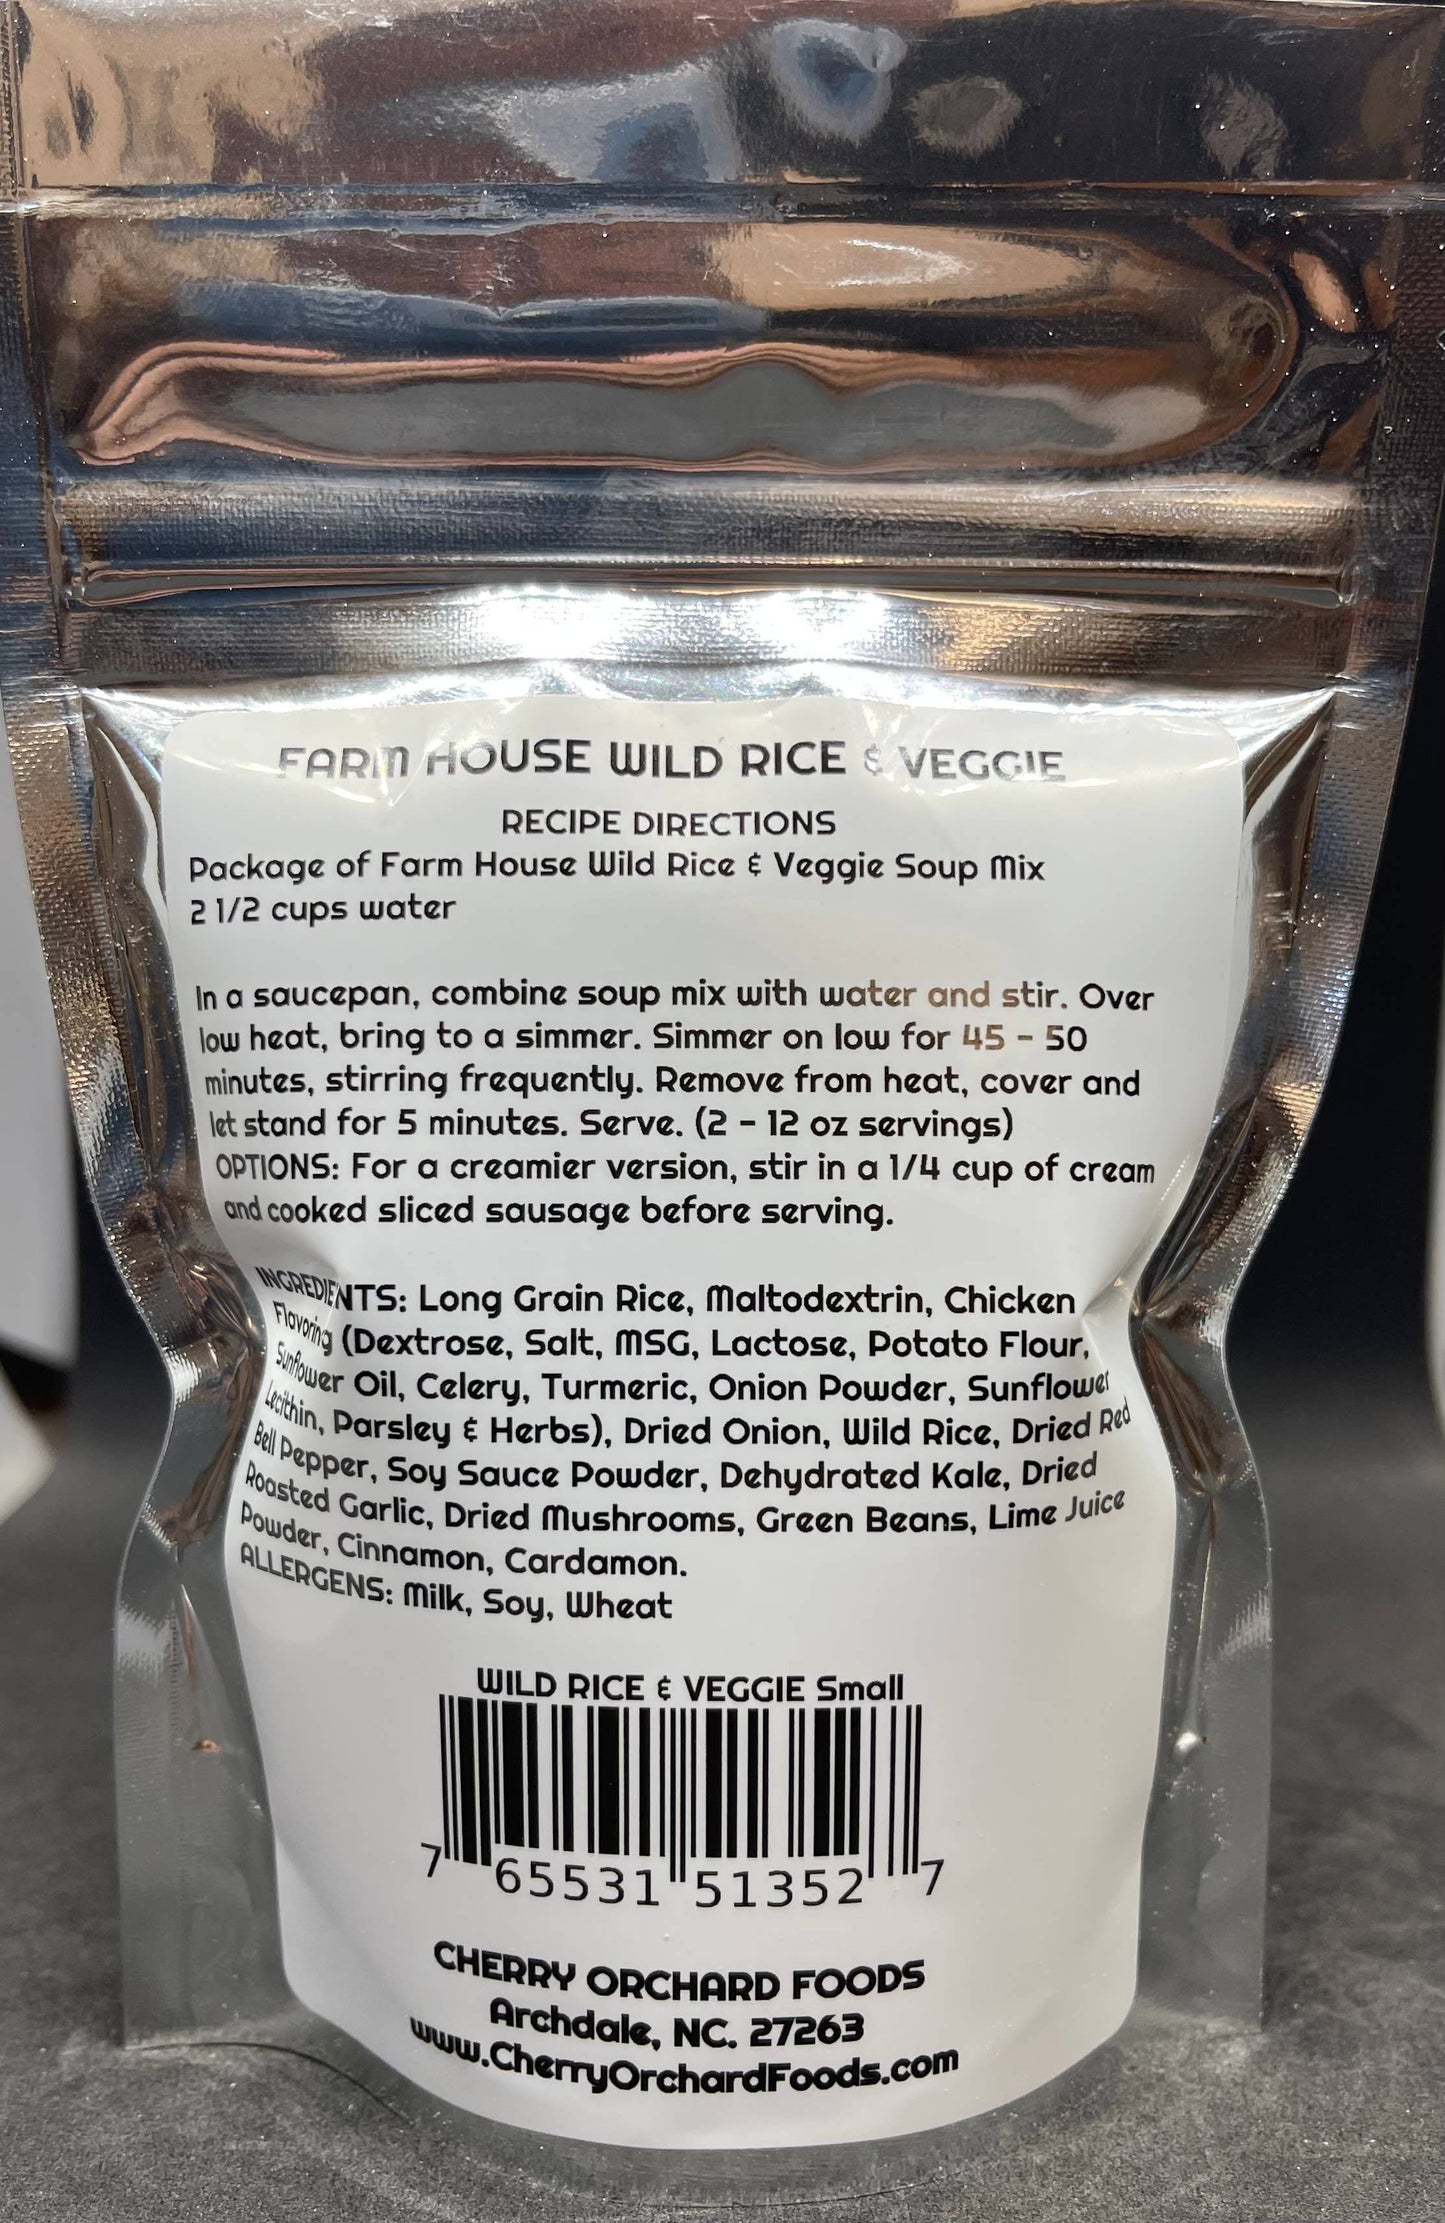 FARM HOUSE WILD RICE & VEGGIE
RECIPE DIRECTIONS
Package of Farm House Wild Rice & Veggie Soup Mix
2 1/2 cups water
In a saucepan, combine soup mix with water and stir. Over
low heat, bring to a simmer. Simmer on low for 45 - 50
minutes, stirring frequently. Remove from heat, cover and
let stand for 5 minutes. Serve. (2 - 12 oz servings)
OPTIONS: For a creamier version, stir in a 1/4 cup of cream
and cooked sliced sausage before serving.
INGREDIENTS: Long Grain Rice, Maltodextrin, Chicken
Flavoring (Dextrose, Salt, MSG, Lactose, Potato Flour,
Sunflower Oil, Celery, Turmeric, Onion Powder, Sunflower
Lecithin, Parsley & Herbs), Dried Onion, Wild Rice, Dried Red
Bell Pepper, Soy Sauce Powder, Dehydrated Kale, Dried
Roasted Garlic, Dried Mushrooms, Green Beans, Lime Juice
Powder, Cinnamon, Cardamon.
ALLERGENS: Milk, Soy, Wheat
WILD RICE & VEGGIE Small
7 65531 51352 7
CHERRY ORCHARD FOODS
Archdale, NC. 27263
www.CherryOrchardFoods.com